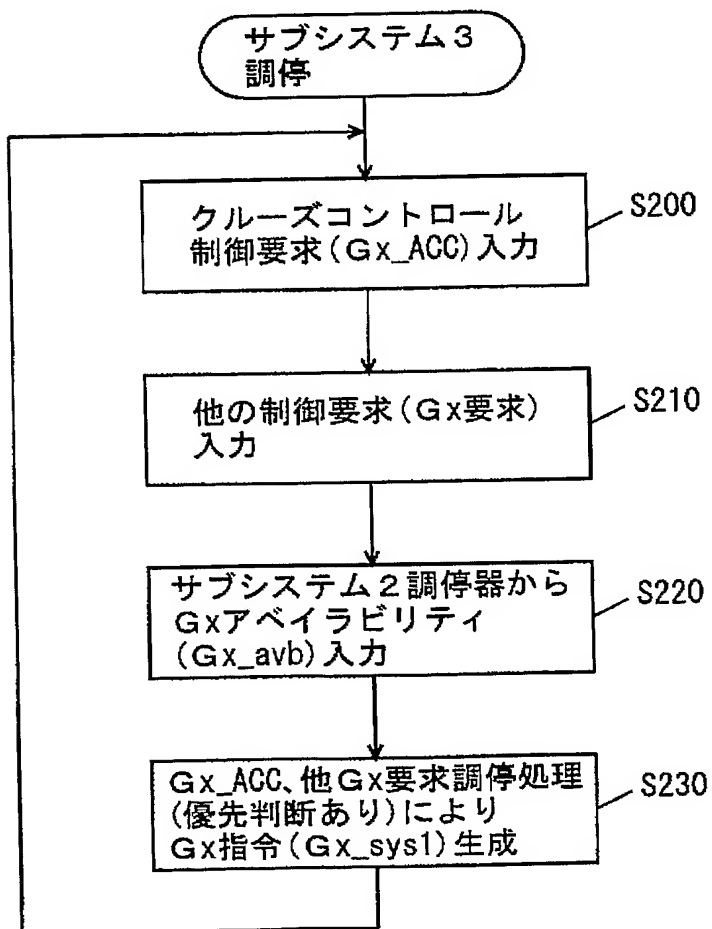 サブシステム3
調停
クルーズコントロール
制御要求(Gx_ACC)入力
S200
他の制御要求(Gx要求)
入力
S210
サブシステム2調停器から
Gxアベイラビリティ
(Gx_avb)入力
S220
Gx_ACC、他Gx要求調停処理
(優先判断あり)により
Gx指令(Gx_sys1)生成
S230